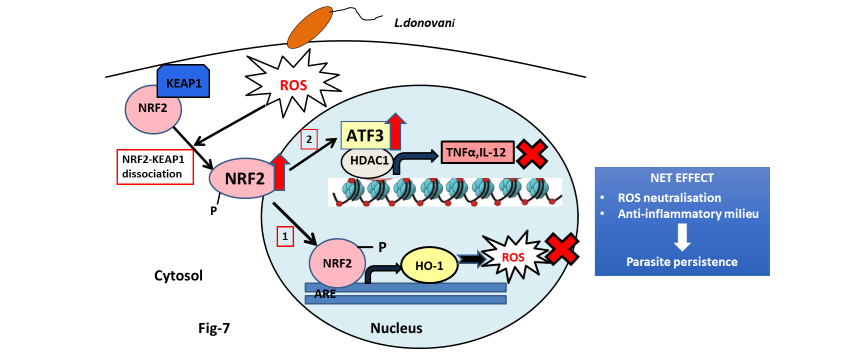 L.donovani
KEAP1
NRF2
ROS
NRF2-KEAP1
dissociation
NRF2
P
2
ATF3
HDAC1
TNFα,IL-12
1
NRF2
P
HO-1
ROS
ARE
Cytosol
Fig-7
Nucleus
NET EFFECT
• ROS neutralisation
• Anti-inflammatory milieu
Parasite persistence